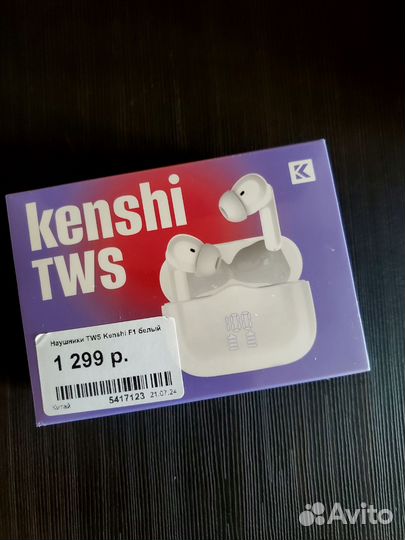 kenshi
TWS
Наушники TWS Kenshi F1 белый
1 299 р.
5417123 21.07.24
Китай
Avito